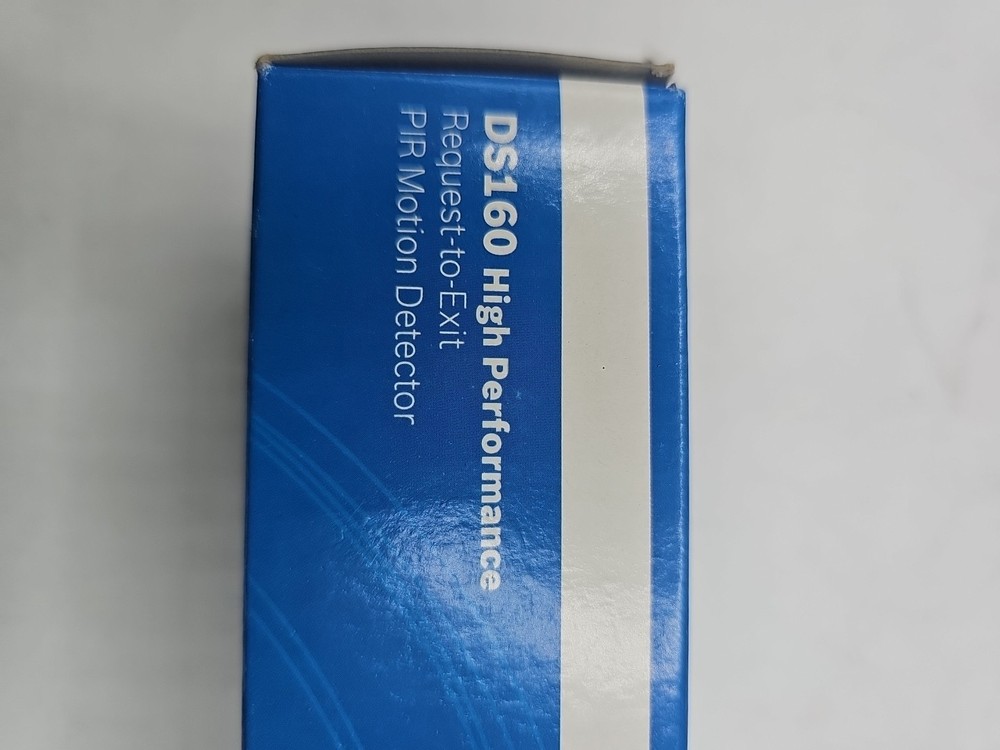 DS160 High Performance
Request-to-Exit
PIR Motion Detector